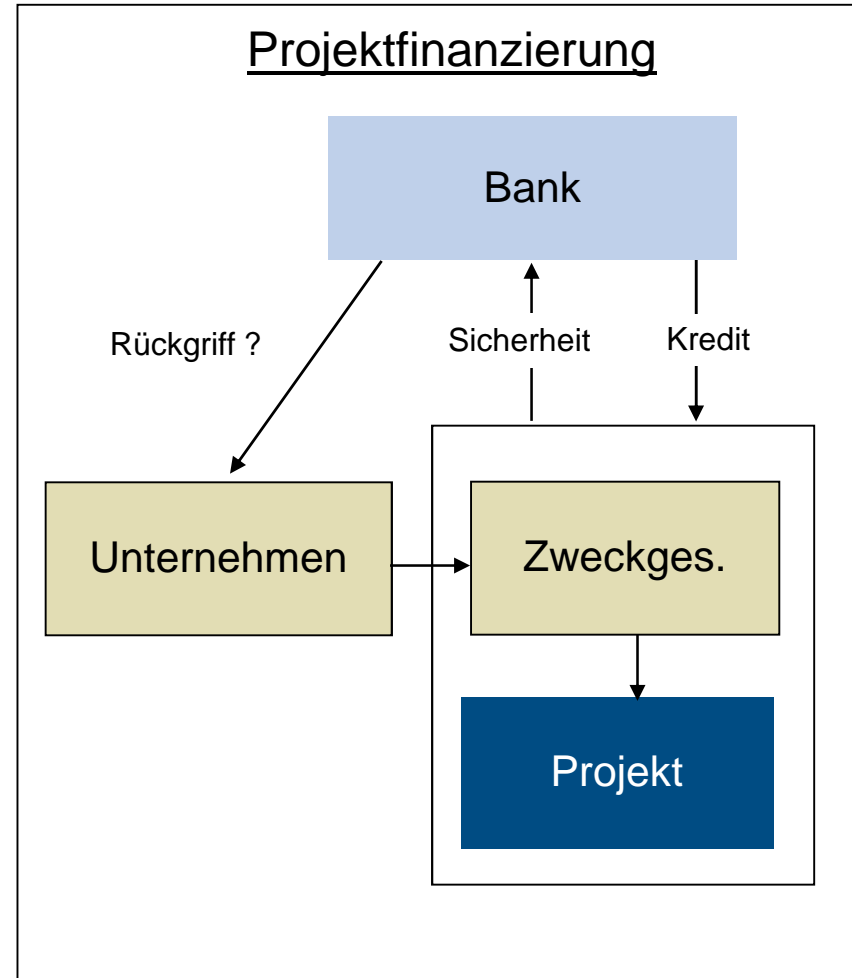 Projektfinanzierung
Bank
Rückgriff ?
Sicherheit
Kredit
Unternehmen
Zweckges.
Projekt